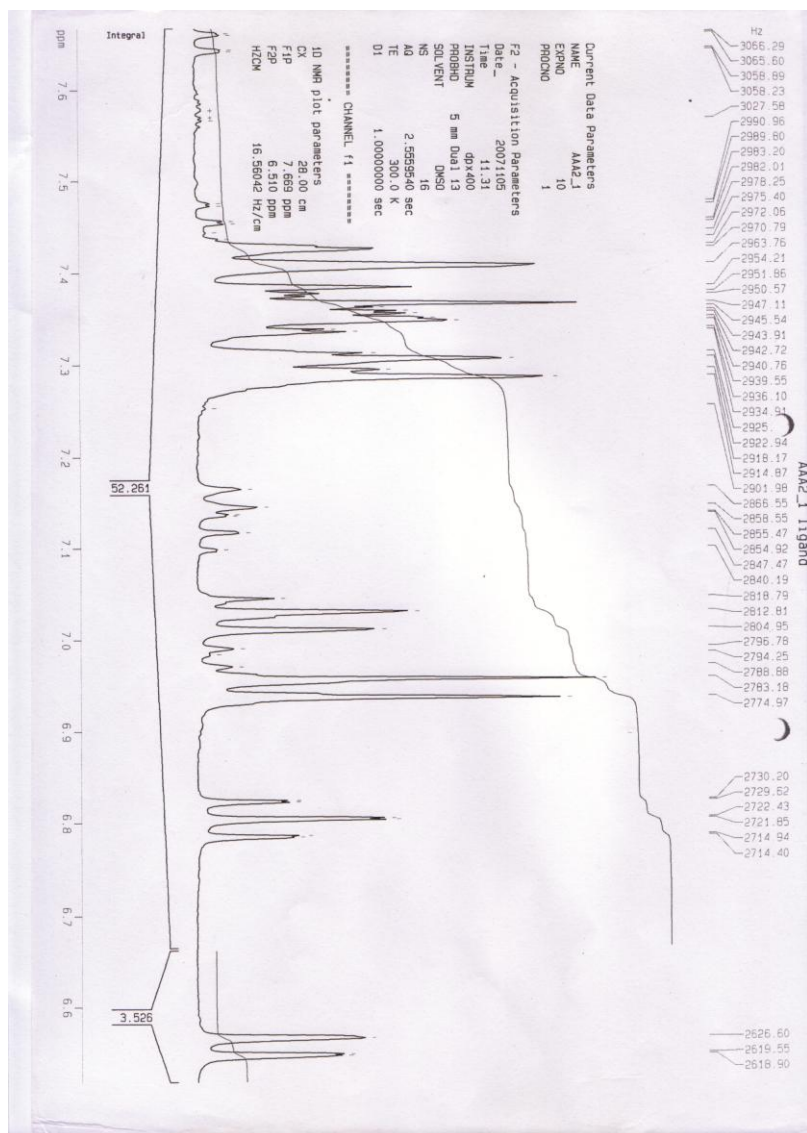 AAA2_1 ligand
Hz
3066.29
3065.60
3058.89
3058.23
3027.58
2990.96
2989.80
2983.20
2982.01
2978.25
2975.40
2972.06
2970.79
2963.76
2954.21
2951.86
2950.57
2947.11
2945.54
2943.91
2942.72
2940.76
2939.55
2936.10
2934.91
2925.
2922.94
2918.17
2914.87
2901.98
2866.55
2858.55
2855.47
2854.92
2847.47
2840.19
2818.79
2812.81
2804.95
2796.78
2794.25
2788.88
2783.18
2774.97
2730.20
2729.62
2722.43
2721.85
2714.94
2714.40
2626.60
2619.55
2618.90
Current Data Parameters
NAME AAA2_1
EXPNO 10
PROCNO 1
F2 - Acquisition Parameters
Date_ 20071105
Time 11.31
INSTRUM dpx400
PROBHD 5 mm Dual 13
SOLVENT DMSO
NS 16
AQ 2.5559540 sec
TE 300.0 K
D1 1.00000000 sec
======== CHANNEL f1 ========
1D NMR plot parameters
CX 28.00 cm
F1P 7.669 ppm
F2P 6.510 ppm
HZCM 16.56042 Hz/cm
Integral
52.261
3.526
ppm
7.6
7.5
7.4
7.3
7.2
7.1
7.0
6.9
6.8
6.7
6.6